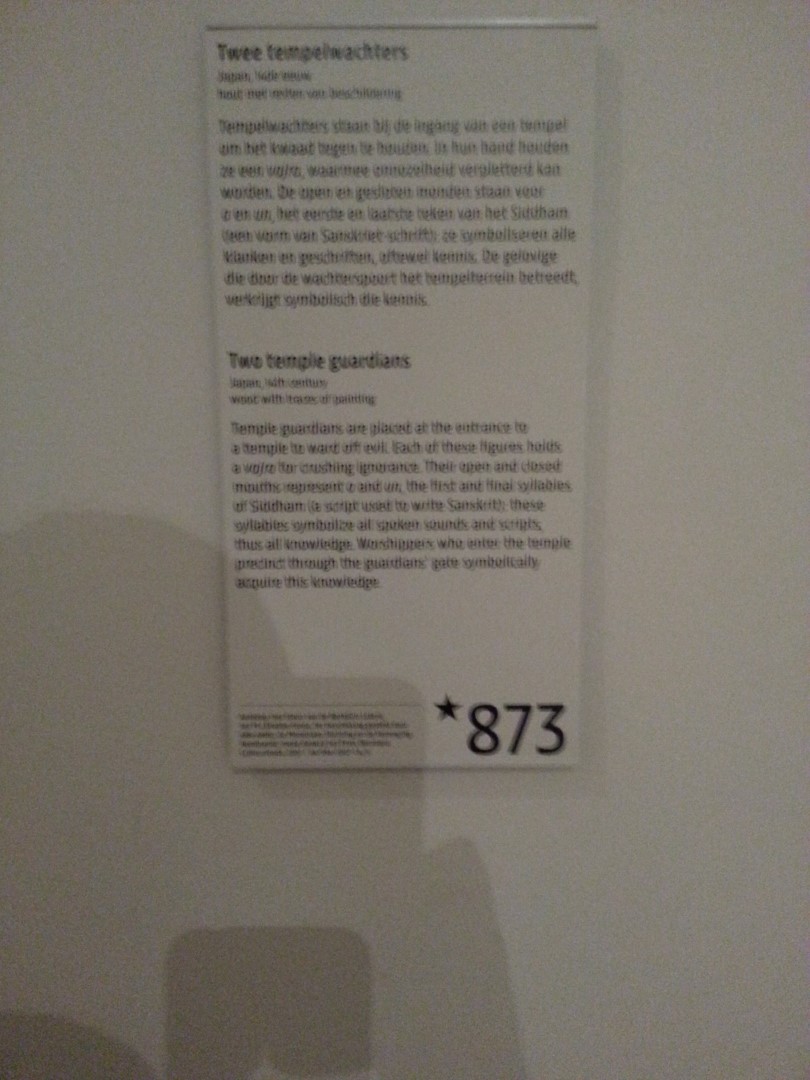 Twee tempelwachters
Japan, 14de eeuw
hout met resten van beschildering
Tempelwachters staan bij de ingang van een tempel
om het kwaad tegen te houden. In hun hand houden
ze een vajra, waarmee onnozelheid verpletterd kan
worden. De open en gesloten monden staan voor
a en un, het eerste en laatste teken van het Siddham
(een vorm van Sanskriet-schrift); ze symboliseren alle
klanken en geschriften, oftewel kennis. De gelovige
die door de wachterspoort het tempelterrein betreedt,
verkrijgt symbolisch die kennis.
Two temple guardians
Japan, 14th century
wood with traces of painting
Temple guardians are placed at the entrance to
a temple to ward off evil. Each of these figures holds
a vajra for crushing ignorance. Their open and closed
mouths represent a and un, the first and final syllables
of Siddham (a script used to write Sanskrit); these
syllables symbolize all spoken sounds and scripts,
thus all knowledge. Worshippers who enter the temple
precinct through the guardians' gate symbolically
acquire this knowledge.
★873